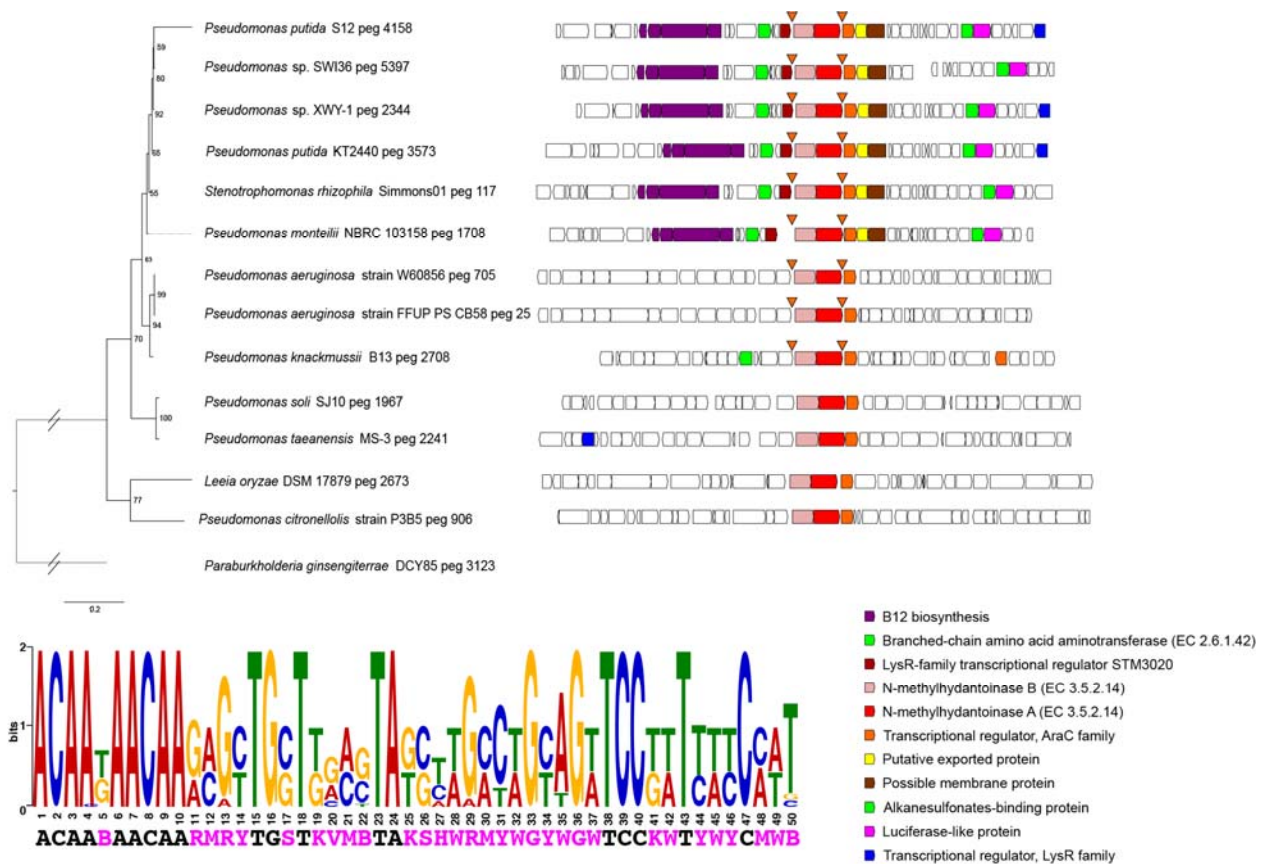 Pseudomonas putida S12 peg 4158
59
Pseudomonas sp. SWI36 peg 5397
80
Pseudomonas sp. XWY-1 peg 2344
92
Pseudomonas putida KT2440 peg 3573
55
Stenotrophomonas rhizophila Simmons01 peg 117
55
Pseudomonas monteilii NBRC 103158 peg 1708
63
Pseudomonas aeruginosa strain W60856 peg 705
99
Pseudomonas aeruginosa strain FFUP PS CB58 peg 25
94
70
Pseudomonas knackmussii B13 peg 2708
Pseudomonas soli SJ10 peg 1967
100
Pseudomonas taeanensis MS-3 peg 2241
Leeia oryzae DSM 17879 peg 2673
77
Pseudomonas citronellolis strain P3B5 peg 906
Paraburkholderia ginsengiterrae DCY85 peg 3123
0.2
2
bits
1
0
1 2 3 4 5 6 7 8 9 10 11 12 13 14 15 16 17 18 19 20 21 22 23 24 25 26 27 28 29 30 31 32 33 34 35 36 37 38 39 40 41 42 43 44 45 46 47 48 49 50
ACAABAACAARMRYTGSTKVMBTAKSHWRMYWGYWGWTCCKWTYWYCMWB
B12 biosynthesis
Branched-chain amino acid aminotransferase (EC 2.6.1.42)
LysR-family transcriptional regulator STM3020
N-methylhydantoinase B (EC 3.5.2.14)
N-methylhydantoinase A (EC 3.5.2.14)
Transcriptional regulator, AraC family
Putative exported protein
Possible membrane protein
Alkanesulfonates-binding protein
Luciferase-like protein
Transcriptional regulator, LysR family